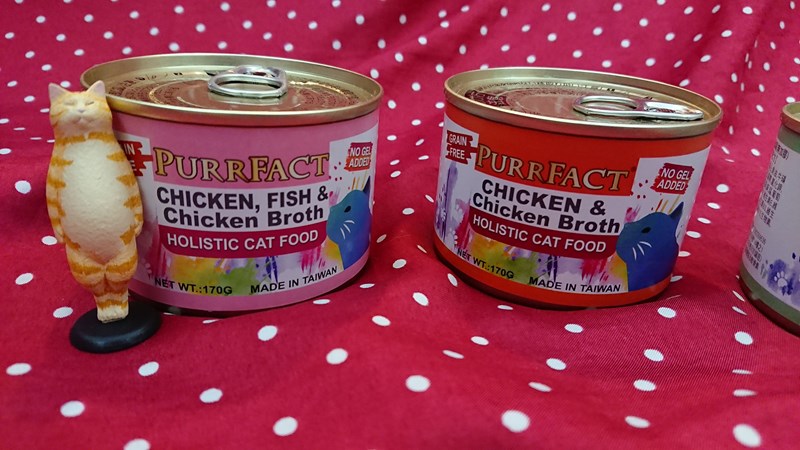 PURRFACT
NO GEL
ADDED
CHICKEN, FISH &
Chicken Broth
HOLISTIC CAT FOOD
NET WT.:170G
MADE IN TAIWAN
GRAIN
FREE
PURRFACT
NO GEL
ADDED
CHICKEN &
Chicken Broth
HOLISTIC CAT FOOD
NET WT.:170G
MADE IN TAIWAN